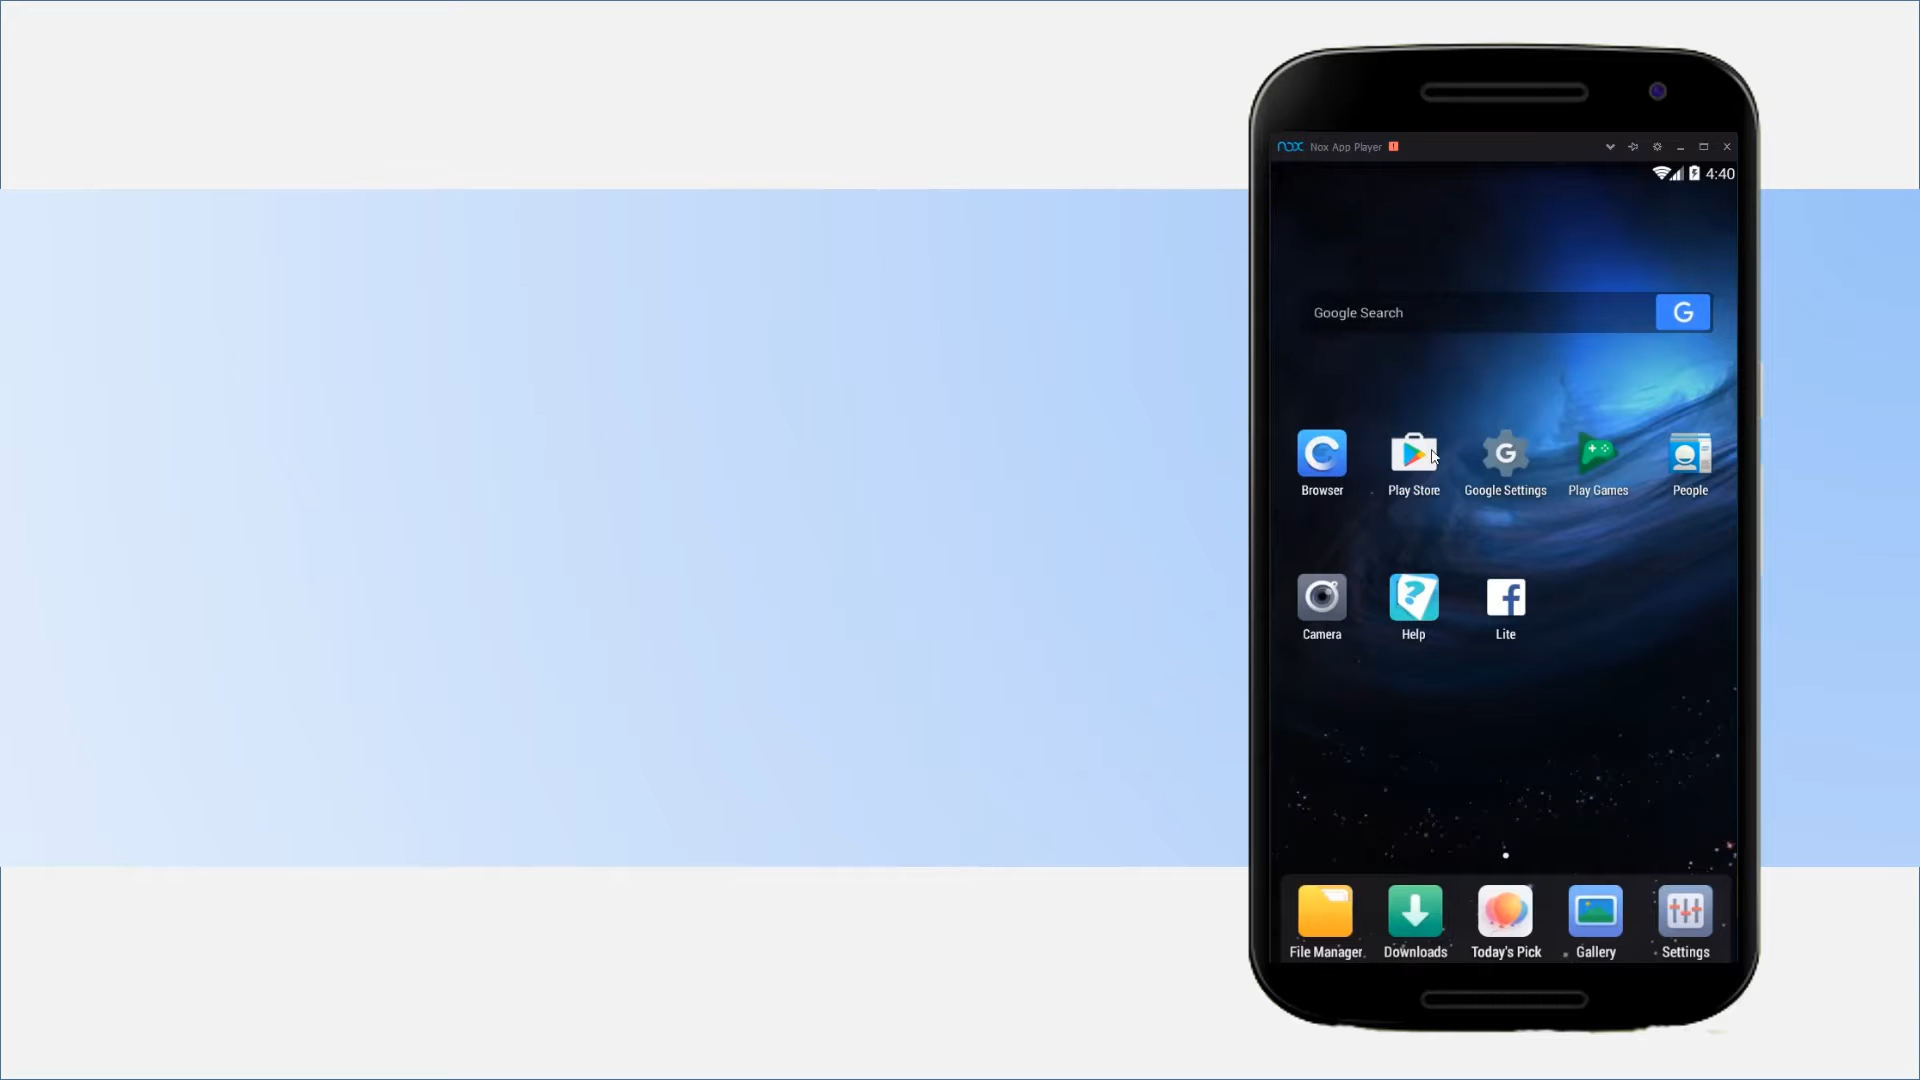 nox Nox App Player
4:40
Google Search
G
Browser
Play Store
Google Settings
Play Games
People
Camera
Help
Lite
File Manager
Downloads
Today's Pick
Gallery
Settings